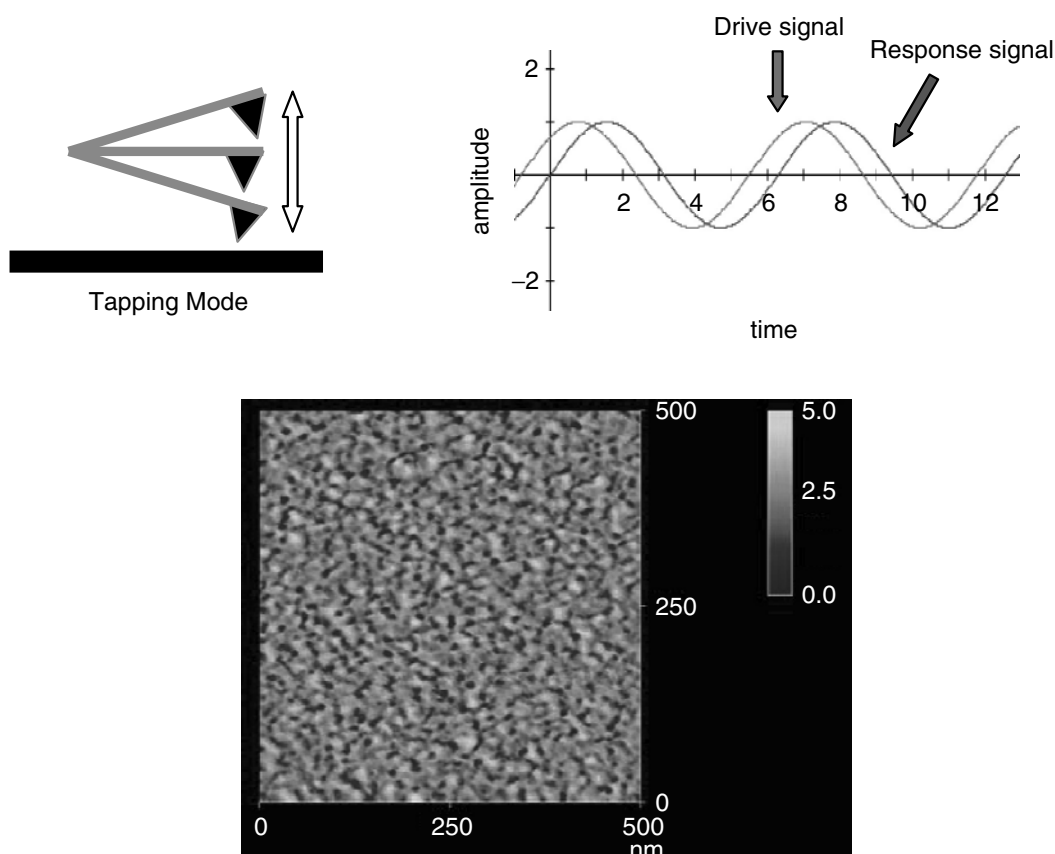 Drive signal
Response signal
2
amplitude
2 4 6 8 10 12
−2
time
Tapping Mode
500
250
0
0 250 500
nm
5.0
2.5
0.0